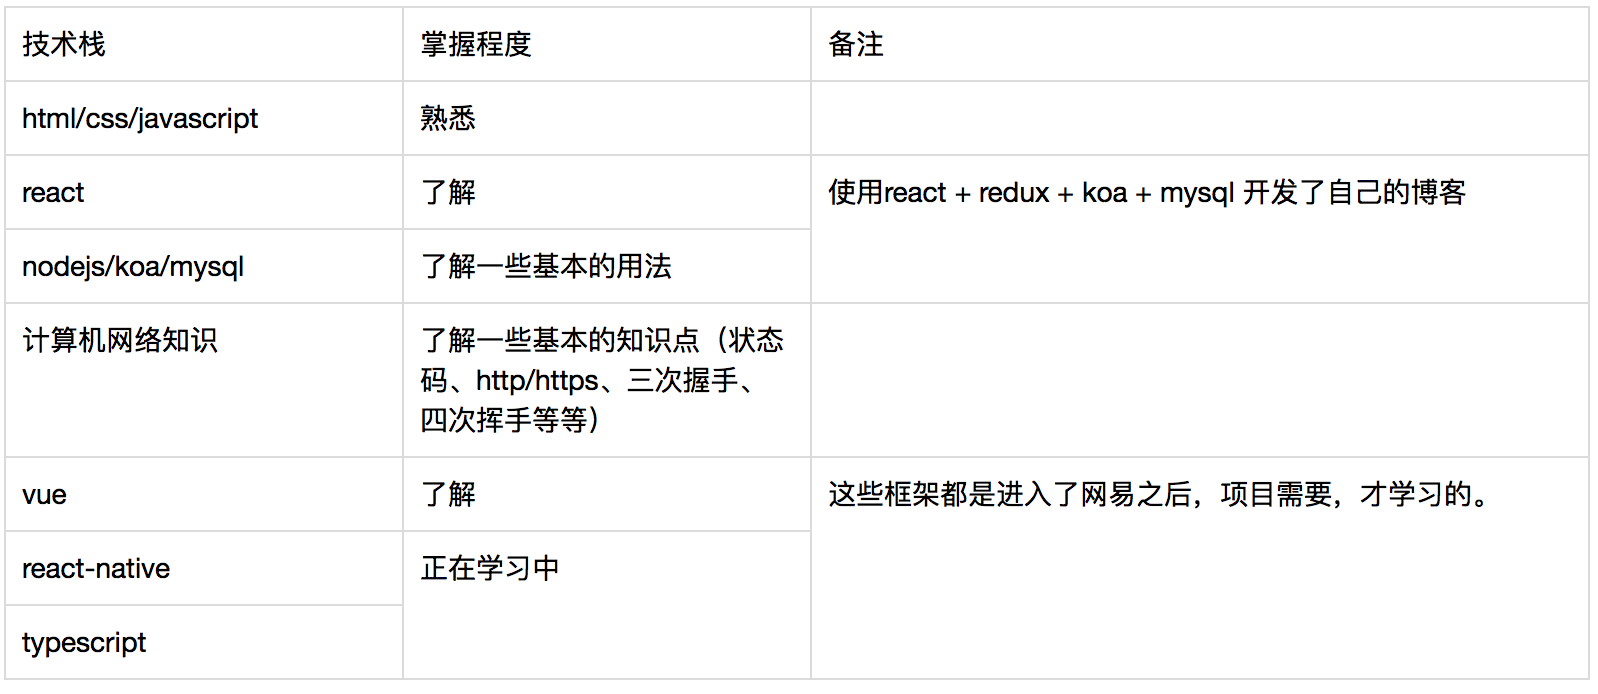 技术栈 掌握程度 备注
html/css/javascript 熟悉
react 了解 使用react + redux + koa + mysql 开发了自己的博客
nodejs/koa/mysql 了解一些基本的用法
计算机网络知识 了解一些基本的知识点（状态
码、http/https、三次握手、
四次挥手等等）
vue 了解 这些框架都是进入了网易之后，项目需要，才学习的。
react-native 正在学习中
typescript